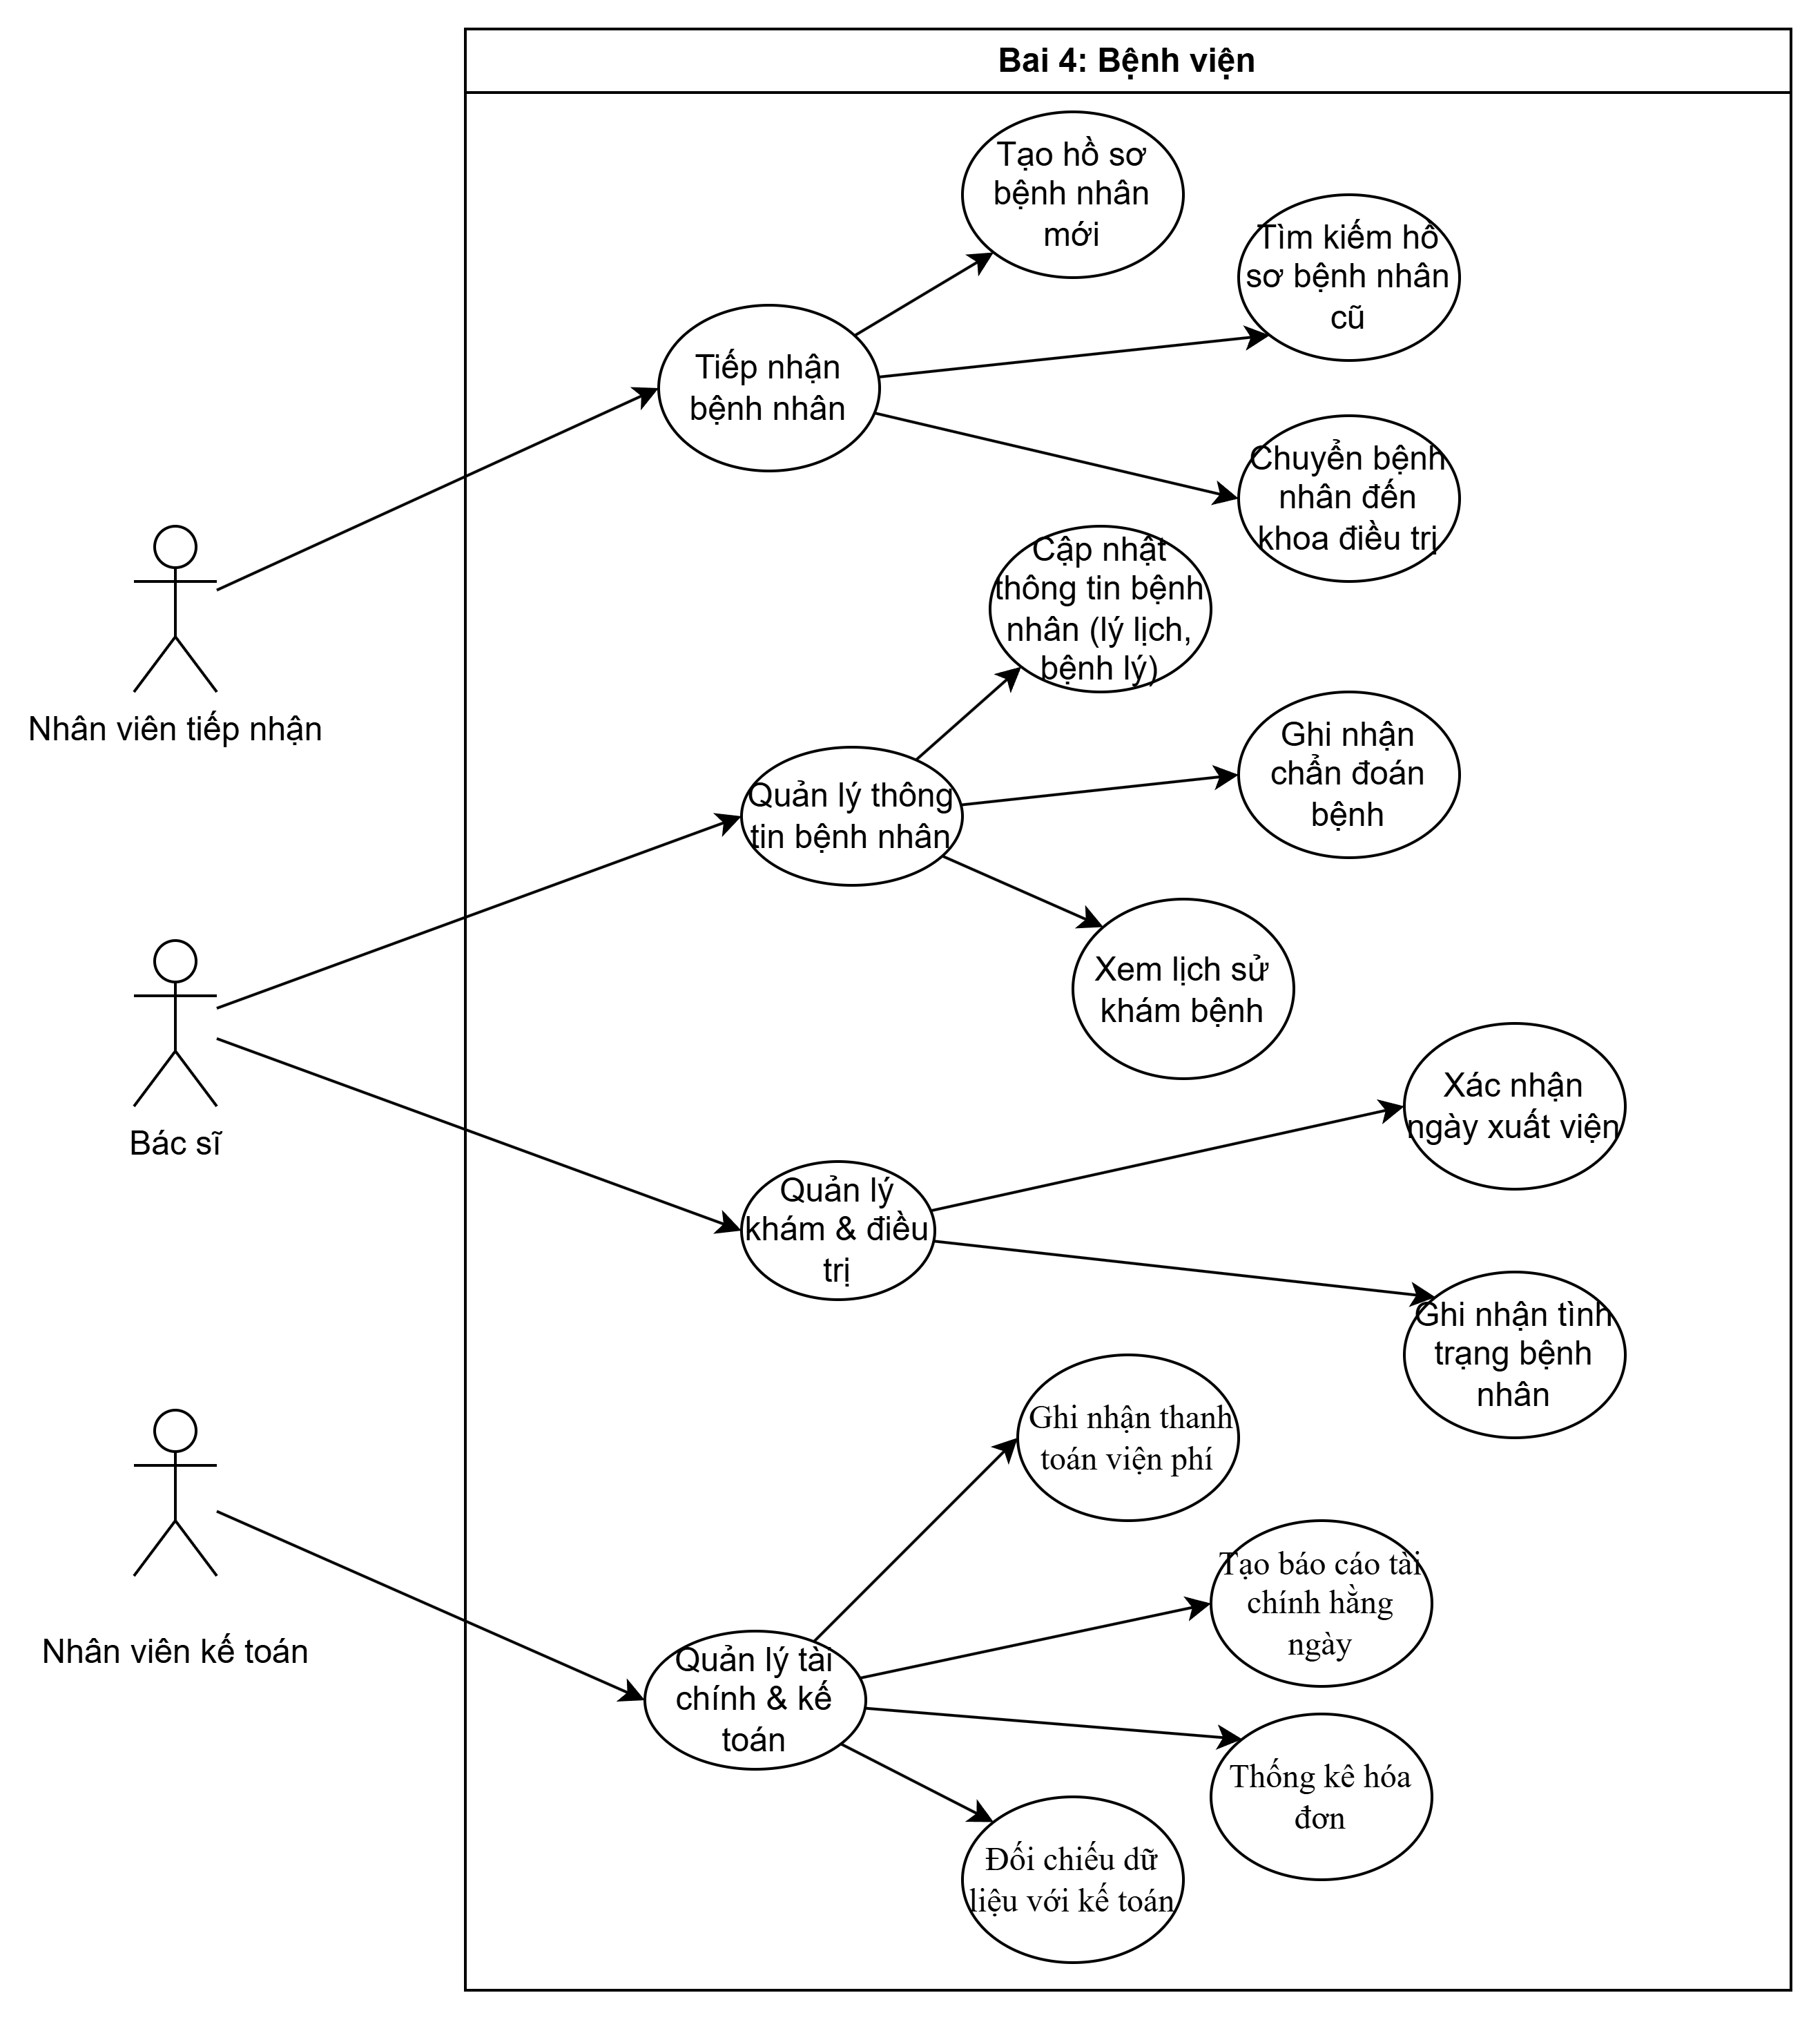 Bai 4: Bệnh viện
Tạo hồ sơ
bệnh nhân
mới
Tìm kiếm hồ
sơ bệnh nhân
cũ
Tiếp nhận
bệnh nhân
Chuyển bệnh
nhân đến
khoa điều trị
Nhân viên tiếp nhận
Cập nhật
thông tin bệnh
nhân (lý lịch,
bệnh lý)
Ghi nhận
chẩn đoán
bệnh
Quản lý thông
tin bệnh nhân
Xem lịch sử
khám bệnh
Bác sĩ
Xác nhận
ngày xuất viện
Quản lý
khám & điều
trị
Ghi nhận tình
trạng bệnh
nhân
Ghi nhận thanh
toán viện phí
Tạo báo cáo tài
chính hằng
ngày
Nhân viên kế toán
Quản lý tài
chính & kế
toán
Thống kê hóa
đơn
Đối chiếu dữ
liệu với kế toán